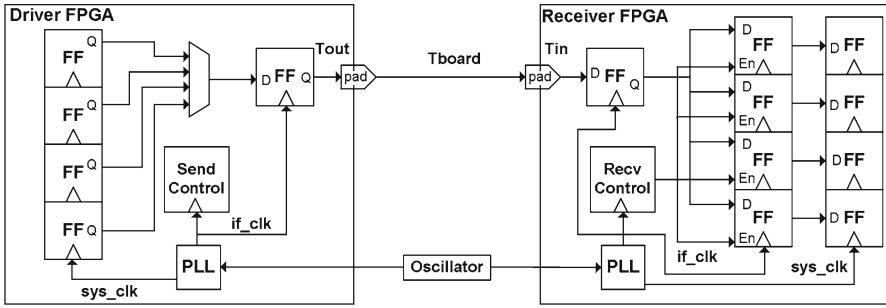 Driver FPGA
FF
Q
FF
Q
FF
Q
FF
Q
sys_clk
Send
Control
PLL
if_clk
D FF Q
Tout
pad
Tboard
Oscillator
Receiver FPGA
Tin
pad
D FF Q
Recv
Control
PLL
if_clk
sys_clk
D
FF
En
D
FF
En
D
FF
En
D
FF
En
FF
D
FF
D
FF
D
FF
D